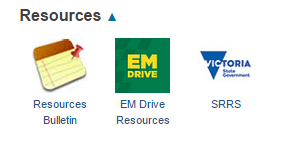 Resources ▲
EM
DRIVE
VICTORIA
State
Government
Resources
Bulletin
EM Drive
Resources
SRRS